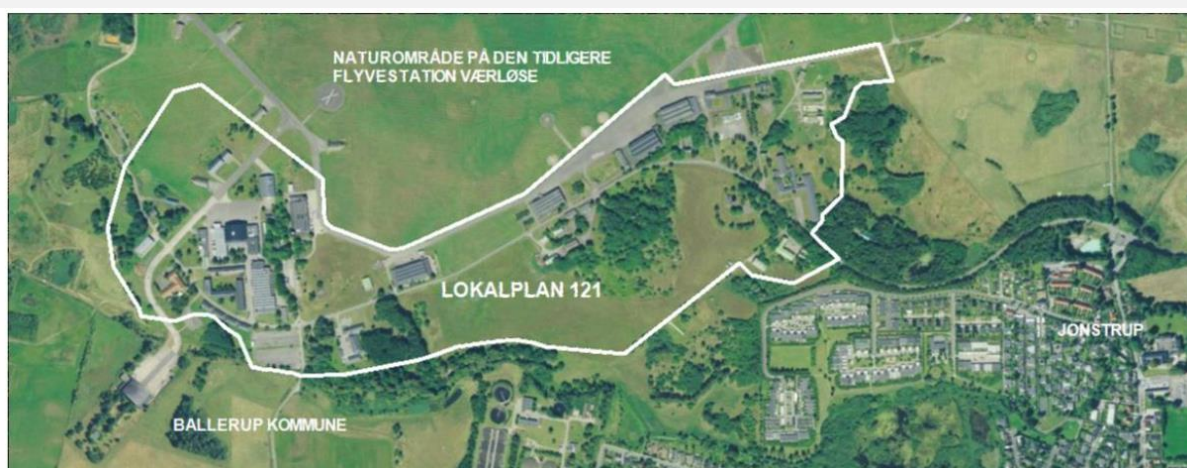 NATUROMRÅDE PÅ DEN TIDLIGERE
FLYVESTATION VÆRLØSE
LOKALPLAN 121
JONSTRUP
BALLERUP KOMMUNE